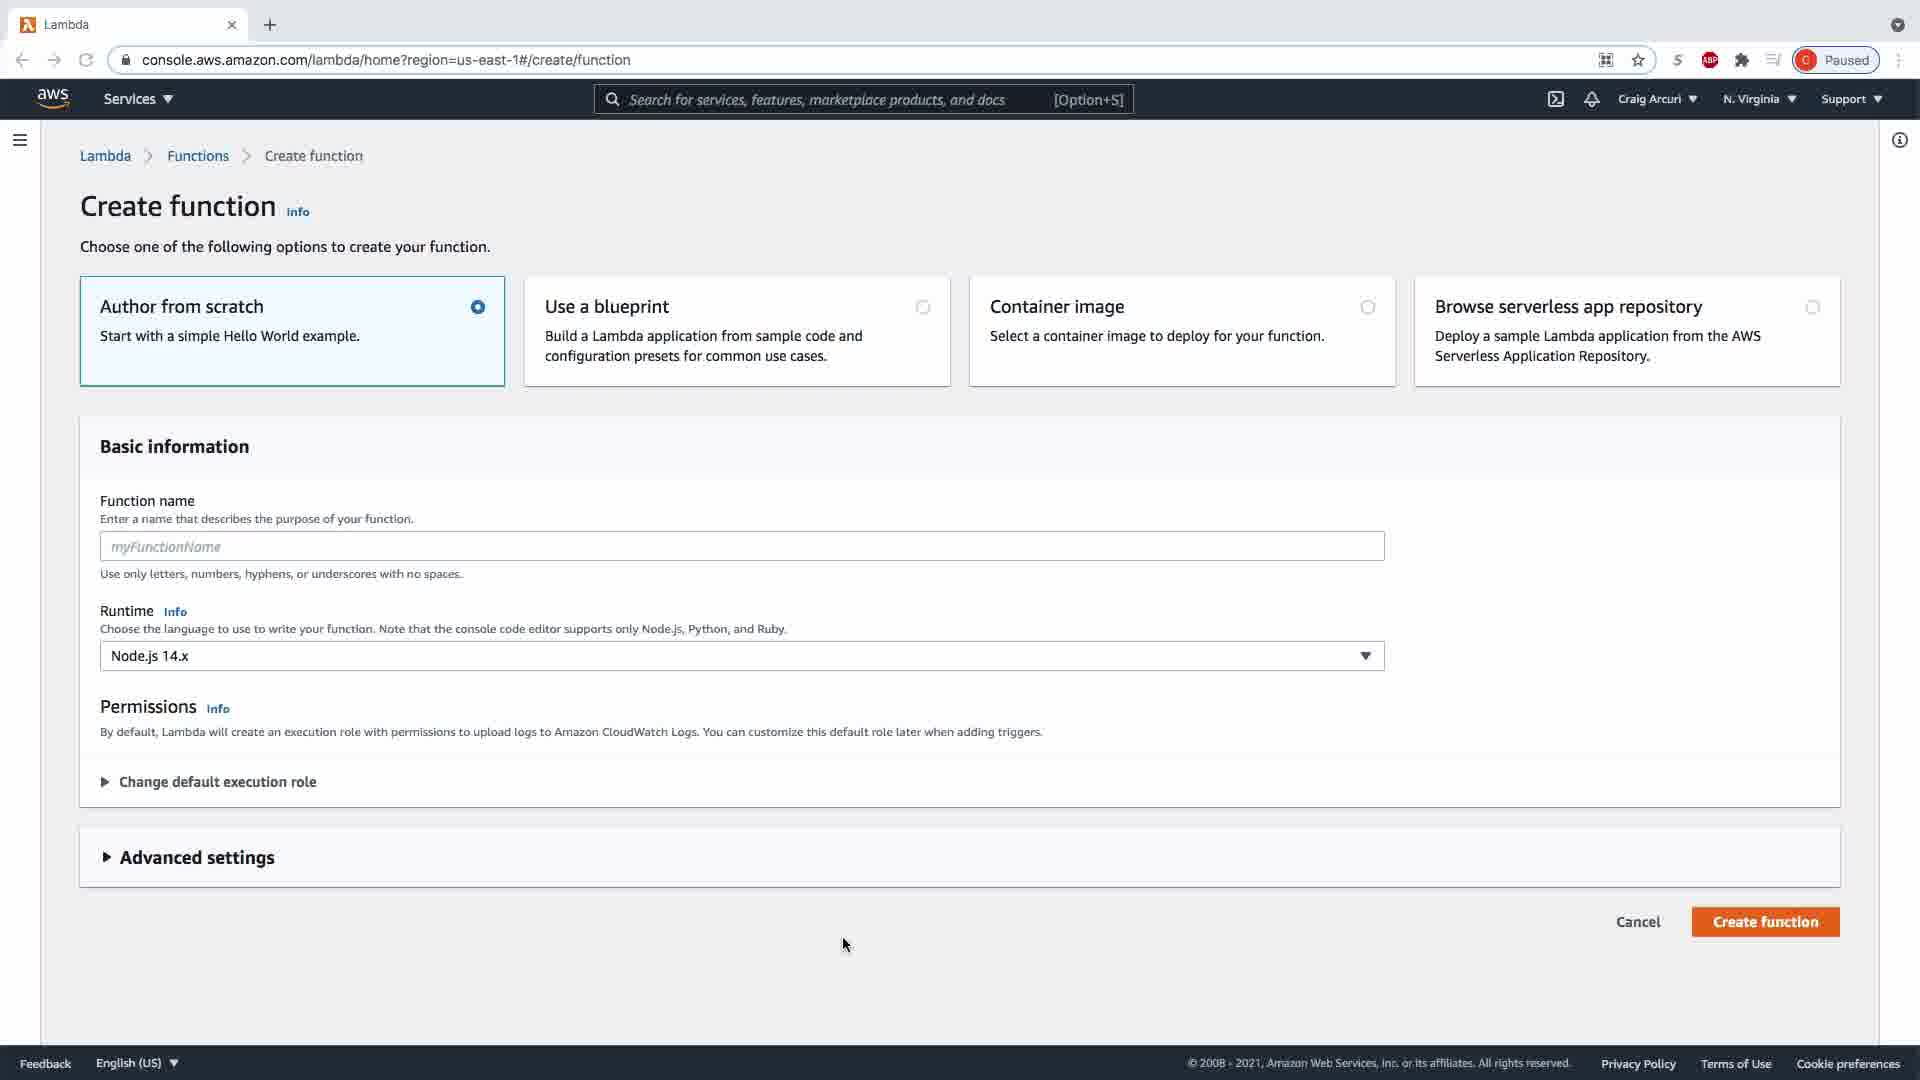 Lambda
console.aws.amazon.com/lambda/home?region=us-east-1#/create/function
S
ABP
C
Paused
aws
Services
Search for services, features, marketplace products, and docs
[Option+S]
Craig Arcuri
N. Virginia
Support
Lambda
Functions
Create function
Create function Info
Choose one of the following options to create your function.
Author from scratch
Start with a simple Hello World example.
Use a blueprint
Build a Lambda application from sample code and
configuration presets for common use cases.
Container image
Select a container image to deploy for your function.
Browse serverless app repository
Deploy a sample Lambda application from the AWS
Serverless Application Repository.
Basic information
Function name
Enter a name that describes the purpose of your function.
myFunctionName
Use only letters, numbers, hyphens, or underscores with no spaces.
Runtime Info
Choose the language to use to write your function. Note that the console code editor supports only Node.js, Python, and Ruby.
Node.js 14.x
Permissions Info
By default, Lambda will create an execution role with permissions to upload logs to Amazon CloudWatch Logs. You can customize this default role later when adding triggers.
Change default execution role
Advanced settings
Cancel
Create function
Feedback
English (US)
© 2008 - 2021, Amazon Web Services, Inc. or its affiliates. All rights reserved.
Privacy Policy
Terms of Use
Cookie preferences